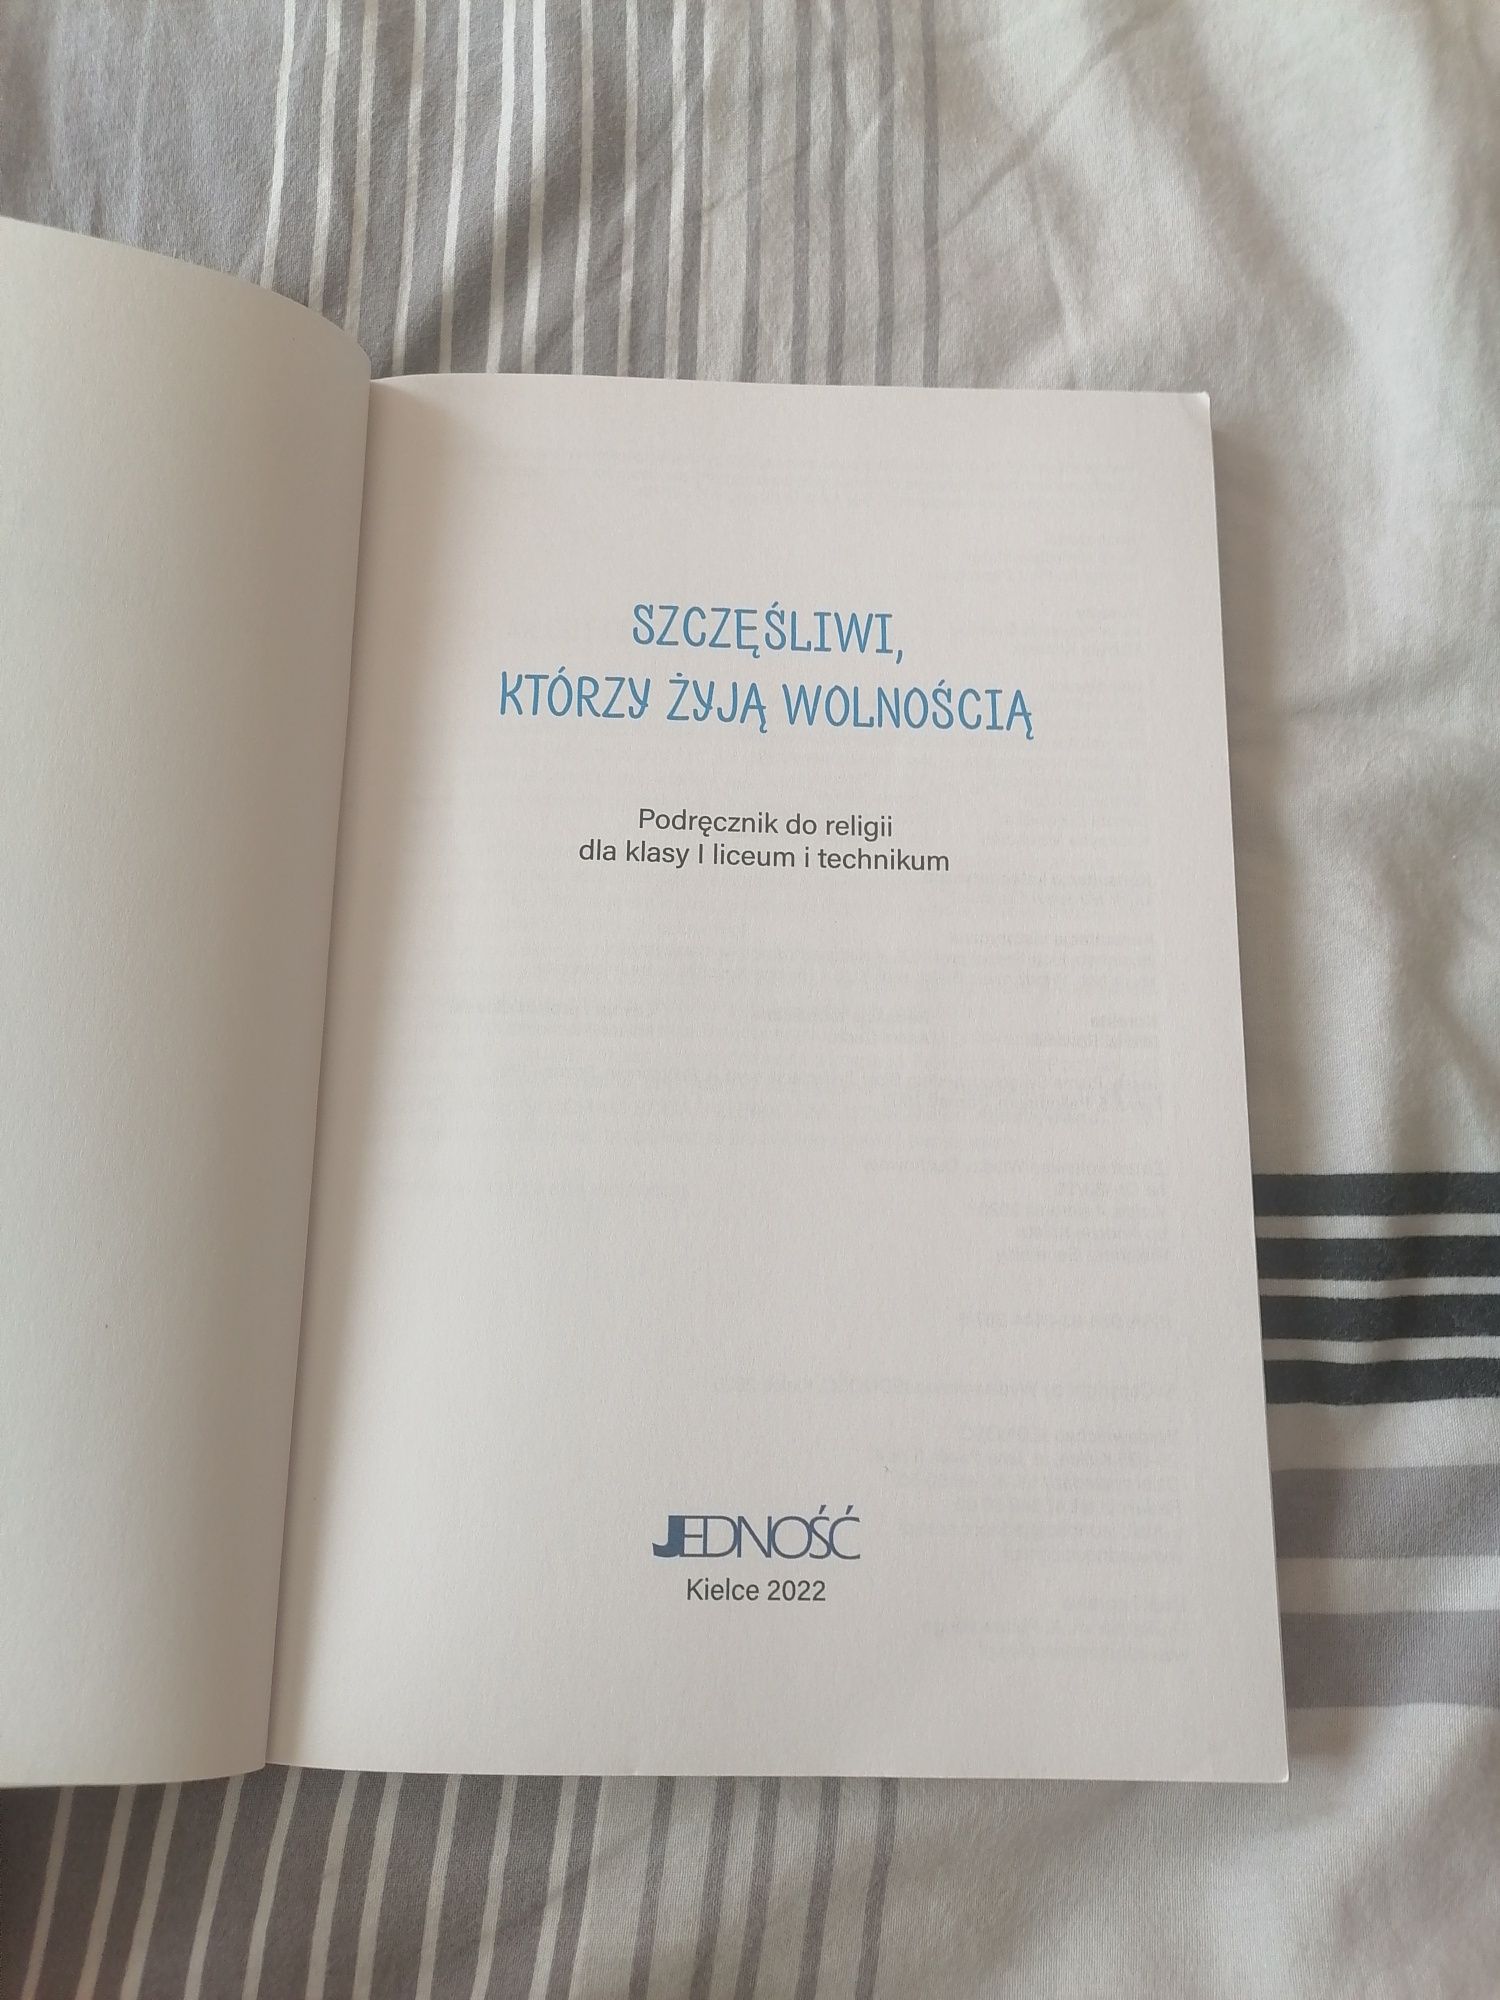 SZCZĘŚLIWI,
KTÓRZY ŻYJĄ WOLNOŚCIĄ
Podręcznik do religii
dla klasy I liceum i technikum
JEDNOŚĆ
Kielce 2022